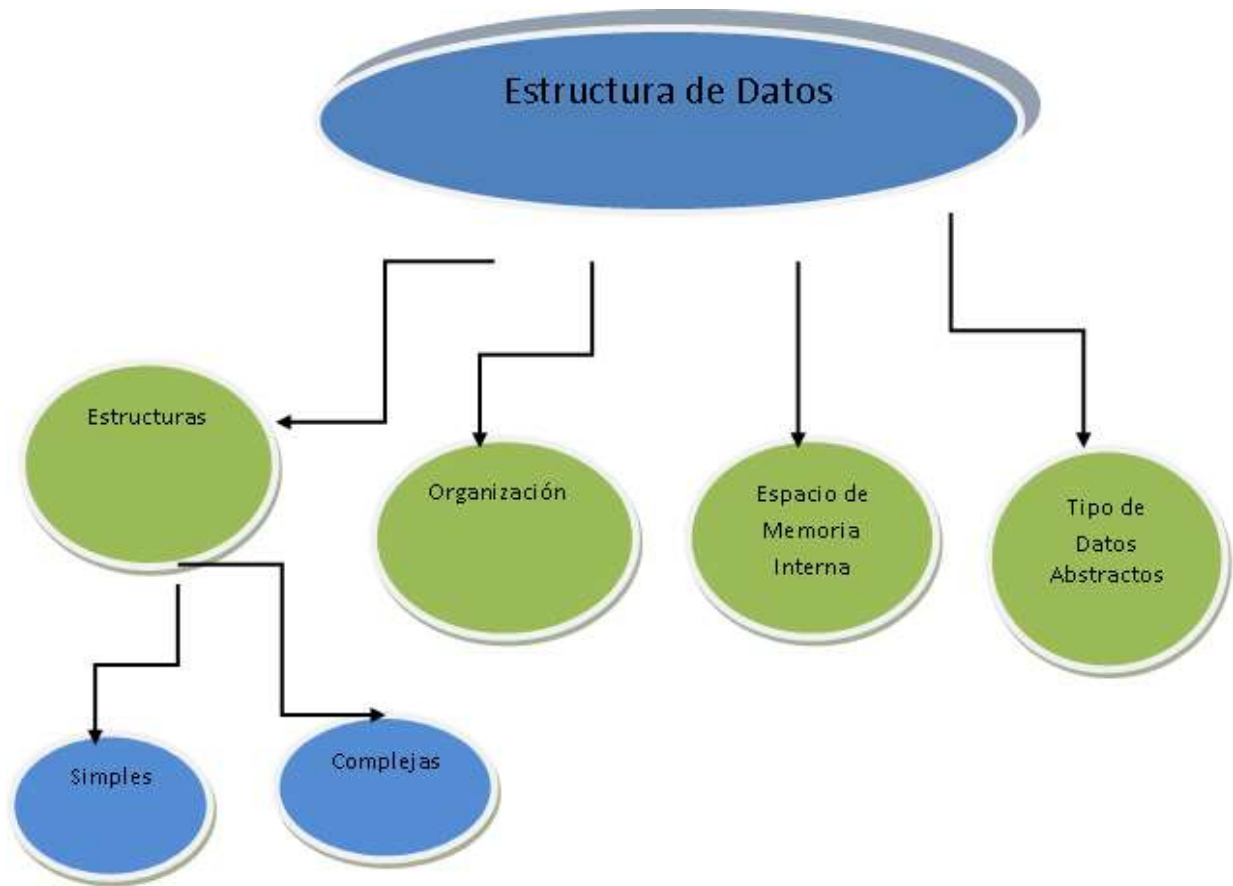 Estructura de Datos
Estructuras
Organización
Espacio de
Memoria
Interna
Tipo de
Datos
Abstractos
Simples
Complejas